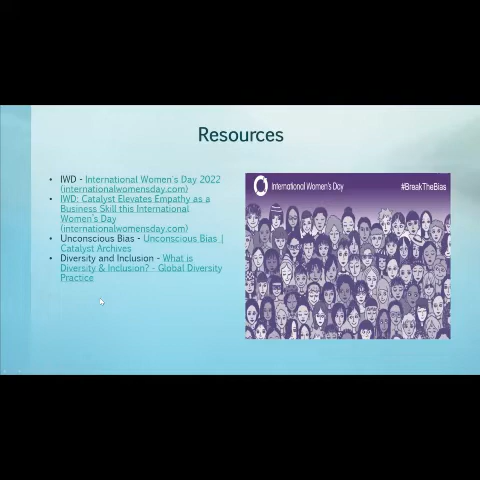 Resources
• IWD - International Women's Day 2022
(internationalwomensday.com)
• IWD: Catalyst Elevates Empathy as a
Business Skill this International
Women's Day
(internationalwomensday.com)
• Unconscious Bias - Unconscious Bias |
Catalyst Archives
• Diversity and Inclusion - What is
Diversity & Inclusion? - Global Diversity
Practice
International Women's Day
#BreakTheBias